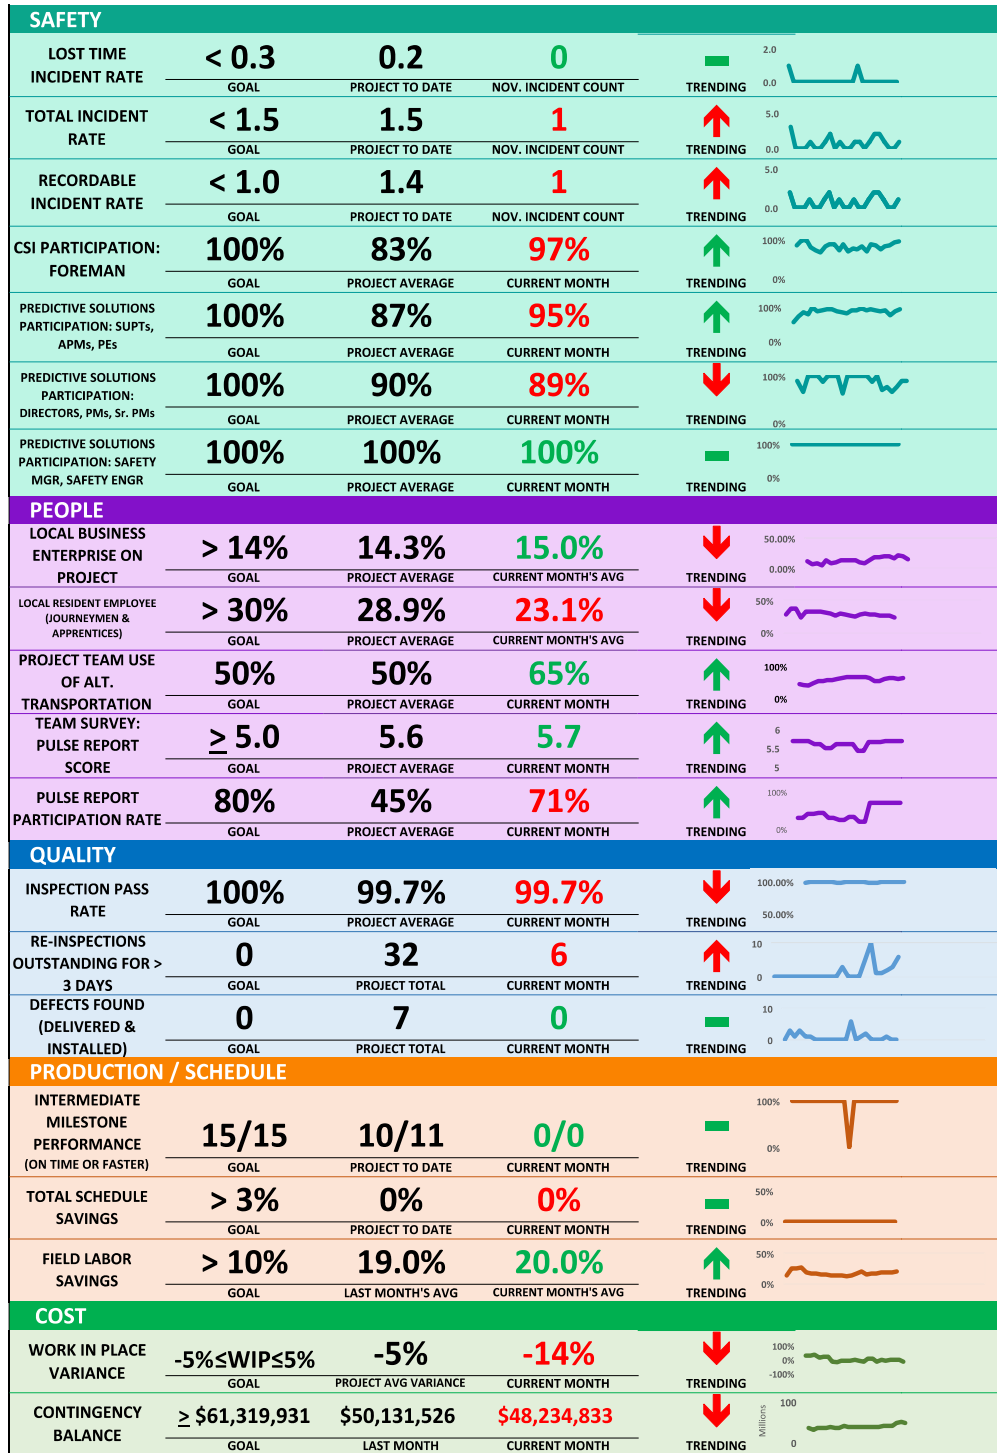 SAFETY
LOST TIME
INCIDENT RATE
< 0.3
GOAL
0.2
PROJECT TO DATE
0
NOV. INCIDENT COUNT
TRENDING
2.0
0.0
TOTAL INCIDENT
RATE
< 1.5
GOAL
1.5
PROJECT TO DATE
1
NOV. INCIDENT COUNT
TRENDING
5.0
0.0
RECORDABLE
INCIDENT RATE
< 1.0
GOAL
1.4
PROJECT TO DATE
1
NOV. INCIDENT COUNT
TRENDING
5.0
0.0
CSI PARTICIPATION:
FOREMAN
100%
GOAL
83%
PROJECT AVERAGE
97%
CURRENT MONTH
TRENDING
100%
0%
PREDICTIVE SOLUTIONS
PARTICIPATION: SUPTs,
APMs, PEs
100%
GOAL
87%
PROJECT AVERAGE
95%
CURRENT MONTH
TRENDING
100%
0%
PREDICTIVE SOLUTIONS
PARTICIPATION:
DIRECTORS, PMs, Sr. PMs
100%
GOAL
90%
PROJECT AVERAGE
89%
CURRENT MONTH
TRENDING
100%
0%
PREDICTIVE SOLUTIONS
PARTICIPATION: SAFETY
MGR, SAFETY ENGR
100%
GOAL
100%
PROJECT AVERAGE
100%
CURRENT MONTH
TRENDING
100%
0%
PEOPLE
LOCAL BUSINESS
ENTERPRISE ON
PROJECT
> 14%
GOAL
14.3%
PROJECT AVERAGE
15.0%
CURRENT MONTH'S AVG
TRENDING
50.00%
0.00%
LOCAL RESIDENT EMPLOYEE
(JOURNEYMEN &
APPRENTICES)
> 30%
GOAL
28.9%
PROJECT AVERAGE
23.1%
CURRENT MONTH'S AVG
TRENDING
50%
0%
PROJECT TEAM USE
OF ALT.
TRANSPORTATION
50%
GOAL
50%
PROJECT AVERAGE
65%
CURRENT MONTH
TRENDING
100%
0%
TEAM SURVEY:
PULSE REPORT
SCORE
≥ 5.0
GOAL
5.6
PROJECT AVERAGE
5.7
CURRENT MONTH
TRENDING
6
5.5
5
PULSE REPORT
PARTICIPATION RATE
80%
GOAL
45%
PROJECT AVERAGE
71%
CURRENT MONTH
TRENDING
100%
0%
QUALITY
INSPECTION PASS
RATE
100%
GOAL
99.7%
PROJECT AVERAGE
99.7%
CURRENT MONTH
TRENDING
100.00%
50.00%
RE-INSPECTIONS
OUTSTANDING FOR >
3 DAYS
0
GOAL
32
PROJECT TOTAL
6
CURRENT MONTH
TRENDING
10
0
DEFECTS FOUND
(DELIVERED &
INSTALLED)
0
GOAL
7
PROJECT TOTAL
0
CURRENT MONTH
TRENDING
10
0
PRODUCTION / SCHEDULE
INTERMEDIATE
MILESTONE
PERFORMANCE
(ON TIME OR FASTER)
15/15
GOAL
10/11
PROJECT TO DATE
0/0
CURRENT MONTH
TRENDING
100%
0%
TOTAL SCHEDULE
SAVINGS
> 3%
GOAL
0%
PROJECT TO DATE
0%
CURRENT MONTH
TRENDING
50%
0%
FIELD LABOR
SAVINGS
> 10%
GOAL
19.0%
LAST MONTH'S AVG
20.0%
CURRENT MONTH'S AVG
TRENDING
50%
0%
COST
WORK IN PLACE
VARIANCE
-5%≤WIP≤5%
GOAL
-5%
PROJECT AVG VARIANCE
-14%
CURRENT MONTH
TRENDING
100%
0%
-100%
CONTINGENCY
BALANCE
≥ $61,319,931
GOAL
$50,131,526
LAST MONTH
$48,234,833
CURRENT MONTH
TRENDING
Millions
100
0